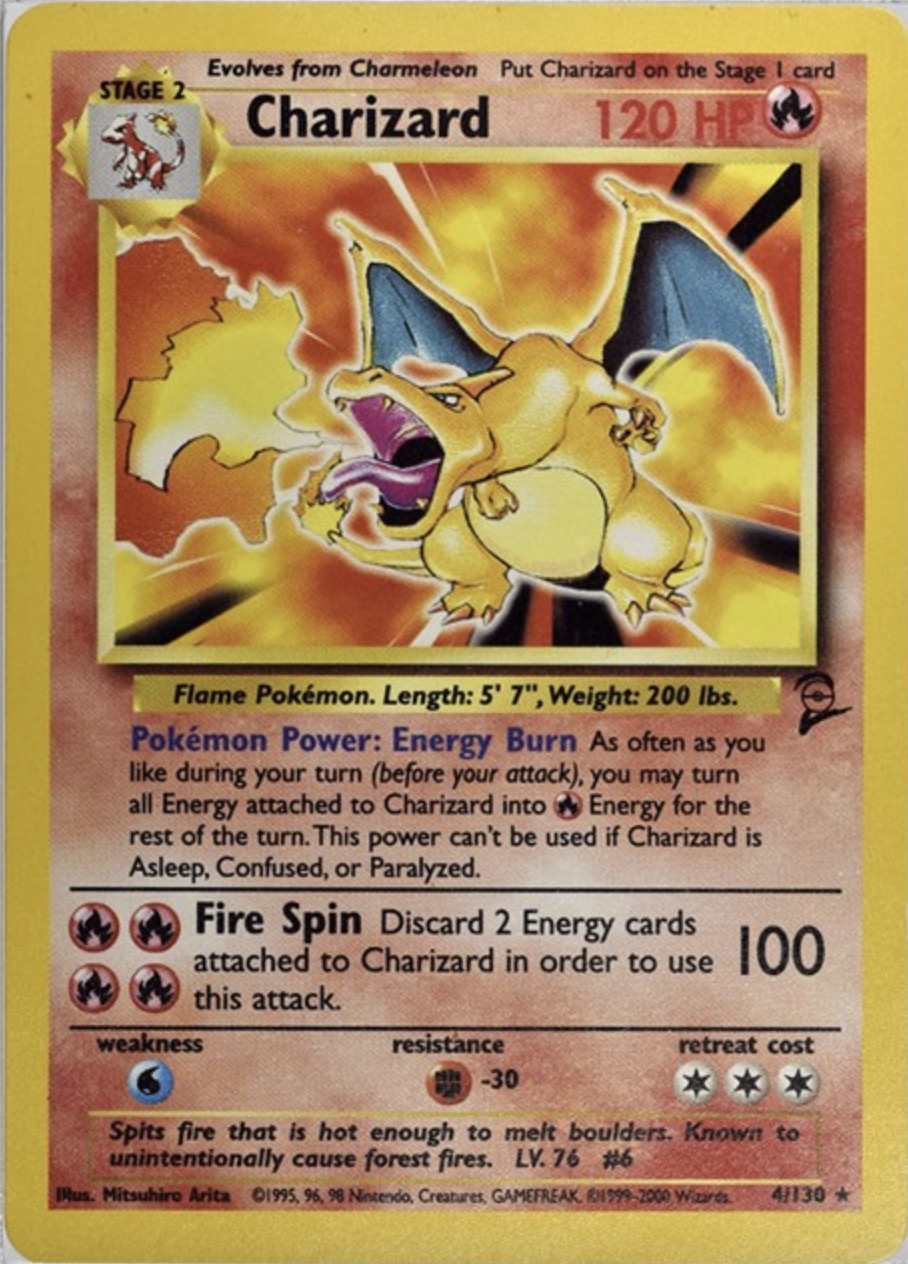 Evolves from Charmeleon Put Charizard on the Stage 1 card
STAGE 2
Charizard 120 HP
Flame Pokémon. Length: 5' 7", Weight: 200 lbs.
Pokémon Power: Energy Burn As often as you
like during your turn (before your attack), you may turn
all Energy attached to Charizard into Energy for the
rest of the turn. This power can't be used if Charizard is
Asleep, Confused, or Paralyzed.
Fire Spin Discard 2 Energy cards
attached to Charizard in order to use
this attack.
100
weakness resistance retreat cost
-30
Spits fire that is hot enough to melt boulders. Known to
unintentionally cause forest fires. LV. 76 #6
Illus. Mitsuhiro Arita ©1995, 96, 98 Nintendo, Creatures, GAMEFREAK. ©1999-2000 Wizards. 4/130 ★